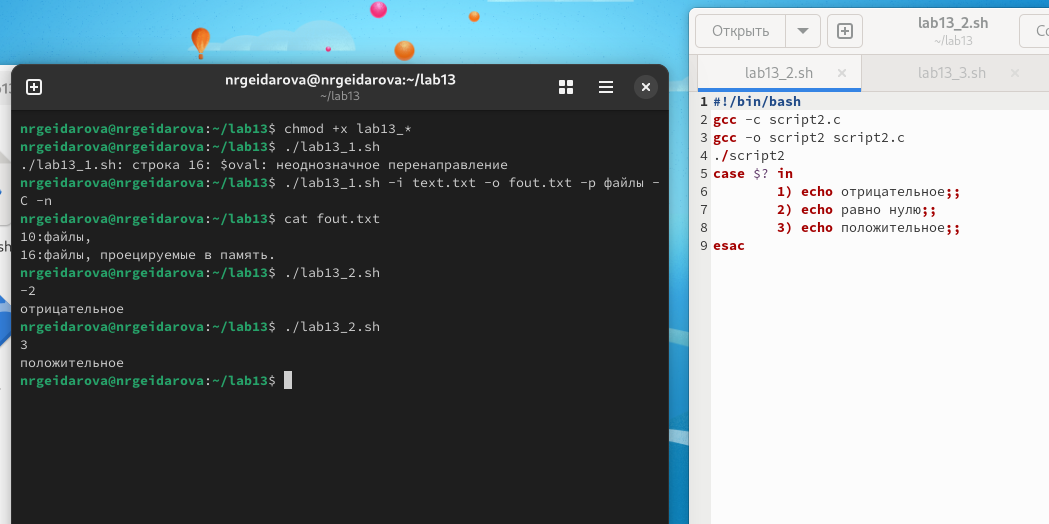 nrgeidarova@nrgeidarova:~/lab13
~/lab13
nrgeidarova@nrgeidarova:~/lab13$ chmod +x lab13_*
nrgeidarova@nrgeidarova:~/lab13$ ./lab13_1.sh
./lab13_1.sh: строка 16: $oval: неоднозначное перенаправление
nrgeidarova@nrgeidarova:~/lab13$ ./lab13_1.sh -i text.txt -o fout.txt -p файлы -
C -n
nrgeidarova@nrgeidarova:~/lab13$ cat fout.txt
10:файлы,
16:файлы, проецируемые в память.
nrgeidarova@nrgeidarova:~/lab13$ ./lab13_2.sh
-2
отрицательное
nrgeidarova@nrgeidarova:~/lab13$ ./lab13_2.sh
3
положительное
nrgeidarova@nrgeidarova:~/lab13$
Открыть
lab13_2.sh
~/lab13
lab13_2.sh
lab13_3.sh
1 #!/bin/bash
2 gcc -c script2.c
3 gcc -o script2 script2.c
4 ./script2
5 case $? in
6 1) echo отрицательное;;
7 2) echo равно нулю;;
8 3) echo положительное;;
9 esac